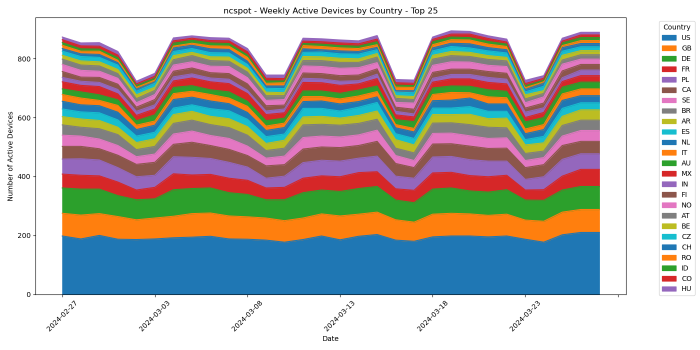 ncspot - Weekly Active Devices by Country - Top 25
Number of Active Devices
800
600
400
200
0
2024-02-27
2024-03-03
2024-03-08
2024-03-13
2024-03-18
2024-03-23
Date
Country
US
GB
DE
FR
PL
CA
SE
BR
AR
ES
NL
IT
AU
MX
IN
FI
NO
AT
BE
CZ
CH
RO
ID
CO
HU